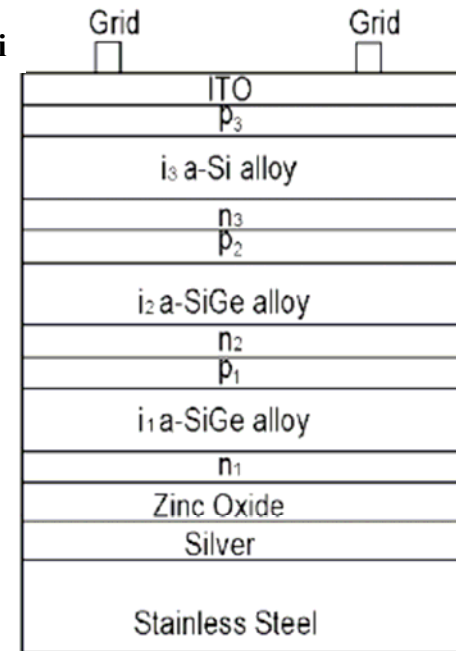 Grid Grid
i
ITO
p₃
i₃ a-Si alloy
n₃
p₂
i₂ a-SiGe alloy
n₂
p₁
i₁ a-SiGe alloy
n₁
Zinc Oxide
Silver
Stainless Steel